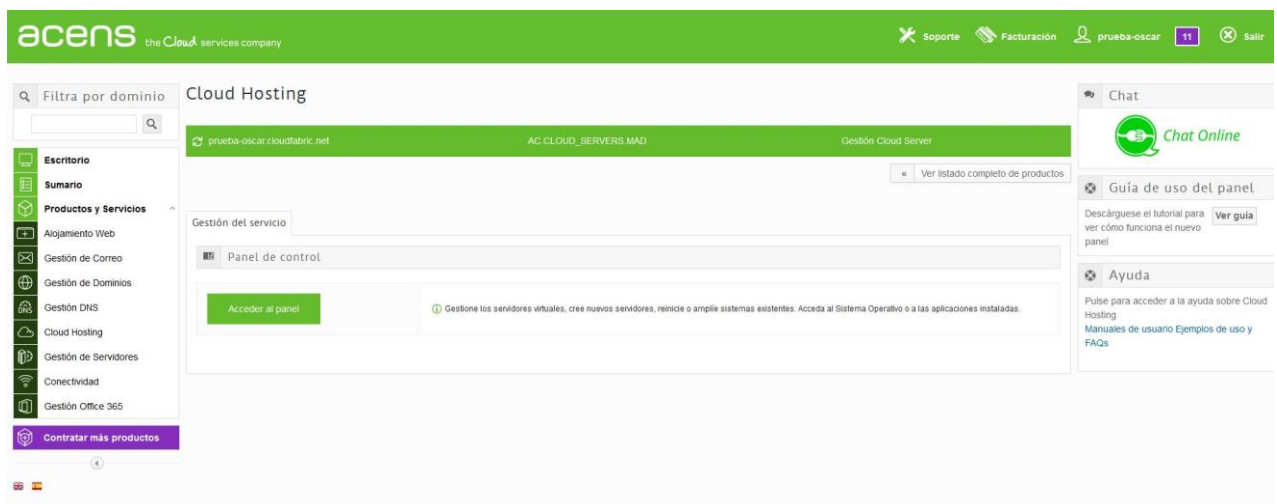 acens the Cloud services company
Soporte
Facturación
prueba-oscar
11
Salir
Filtra por dominio
Escritorio
Sumario
Productos y Servicios
Alojamiento Web
Gestión de Correo
Gestión de Dominios
DNS
Gestión DNS
Cloud Hosting
Gestión de Servidores
Conectividad
Gestión Office 365
Contratar más productos
Cloud Hosting
prueba-oscar.cloudfabric.net
AC.CLOUD_SERVERS.MAD
Gestión Cloud Server
« Ver listado completo de productos
Gestión del servicio
Panel de control
Acceder al panel
Gestione los servidores virtuales, cree nuevos servidores, reinicie o amplíe sistemas existentes. Acceda al Sistema Operativo o a las aplicaciones instaladas.
Chat
Chat Online
Guía de uso del panel
Descárguese el tutorial para
ver cómo funciona el nuevo
panel
Ver guía
Ayuda
Pulse para acceder a la ayuda sobre Cloud
Hosting
Manuales de usuario Ejemplos de uso y
FAQs